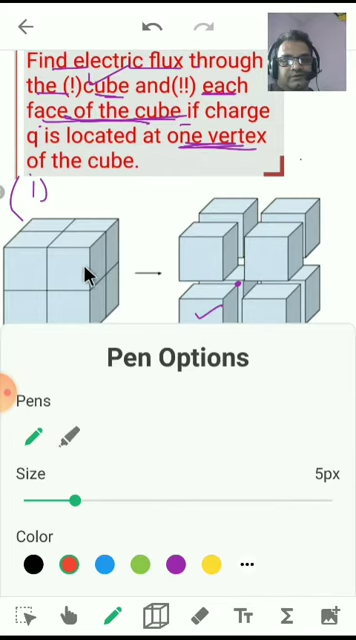 Find electric flux through
the (!)cube and(!!) each
face of the cube if charge
q is located at one vertex
of the cube.
(1)
Pen Options
Pens
Size 5px
Color
Tт Σ